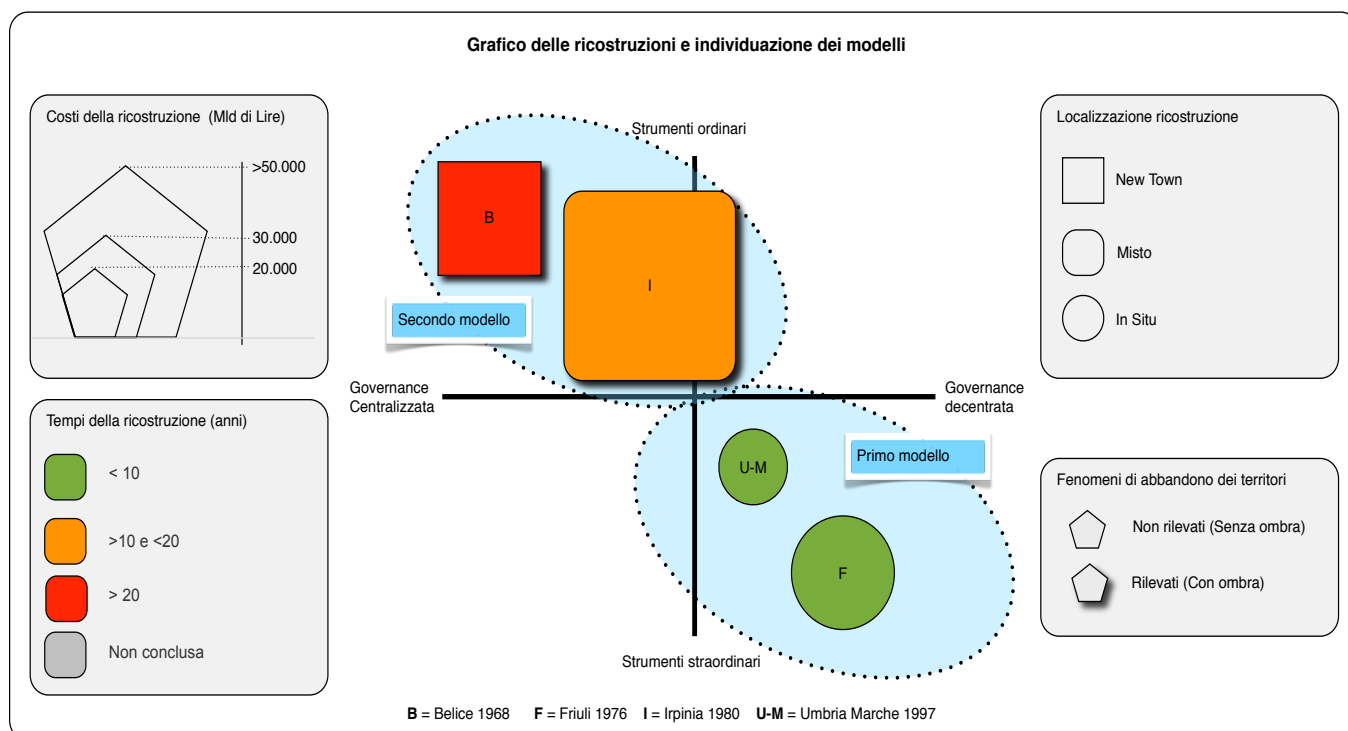 Grafico delle ricostruzioni e individuazione dei modelli
Costi della ricostruzione (Mld di Lire)
>50.000
30.000
20.000
Tempi della ricostruzione (anni)
< 10
>10 e <20
> 20
Non conclusa
Strumenti ordinari
B
I
Secondo modello
Governance
Centralizzata
Governance
decentrata
U-M
Primo modello
F
Strumenti straordinari
Localizzazione ricostruzione
New Town
Misto
In Situ
Fenomeni di abbandono dei territori
Non rilevati (Senza ombra)
Rilevati (Con ombra)
B = Belice 1968 F = Friuli 1976 I = Irpinia 1980 U-M = Umbria Marche 1997